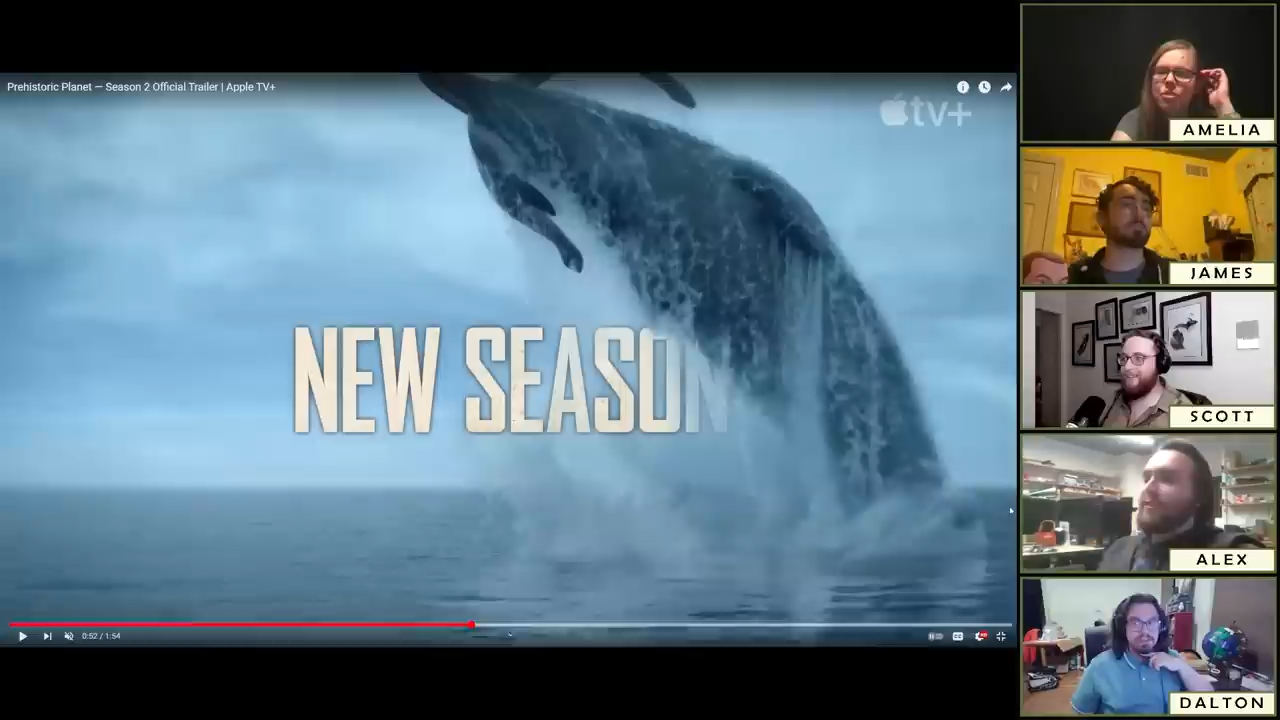 Prehistoric Planet — Season 2 Official Trailer | Apple TV+
tv+
NEW SEASON
0:52 / 1:54
AMELIA
JAMES
SCOTT
ALEX
DALTON